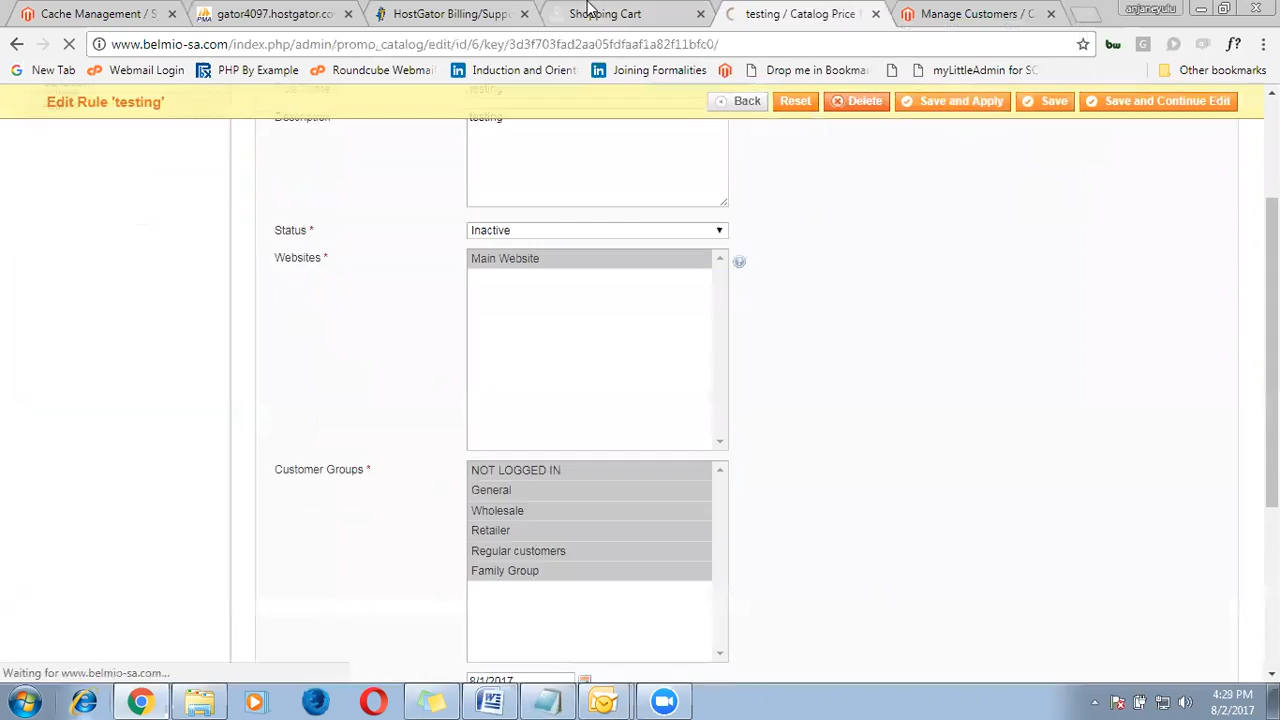 Cache Management / S
gator4097.hostgator.co
HostGator Billing/Suppo
Shopping Cart
testing / Catalog Price
Manage Customers / C
anjaneyulu
www.belmio-sa.com/index.php/admin/promo_catalog/edit/id/6/key/3d3f703fad2aa05fdfaaf1a82f11bfc0/
New Tab
Webmail Login
PHP By Example
Roundcube Webmai
Induction and Orient
Joining Formalities
Drop me in Bookma
myLittleAdmin for SC
Other bookmarks
Edit Rule 'testing'
Back
Reset
Delete
Save and Apply
Save
Save and Continue Edit
testing
Description
testing
Status *
Inactive
Websites *
Main Website
Customer Groups *
NOT LOGGED IN
General
Wholesale
Retailer
Regular customers
Family Group
8/1/2017
Waiting for www.belmio-sa.com...
4:29 PM
8/2/2017